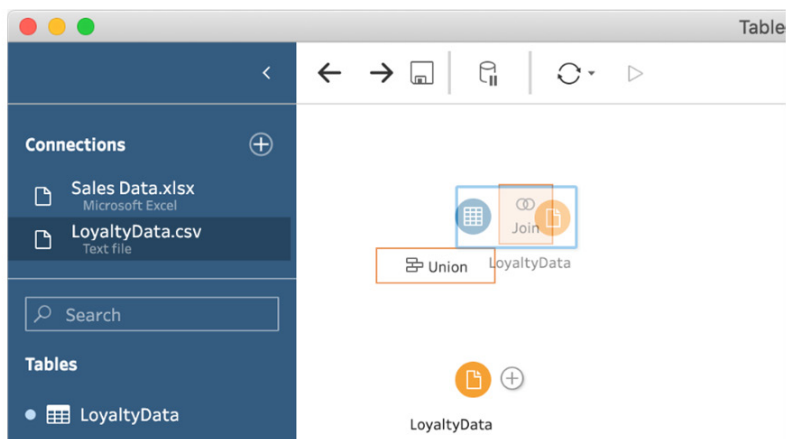 Table
Connections
Sales Data.xlsx
Microsoft Excel
LoyaltyData.csv
Text file
Search
Tables
LoyaltyData
Join
Union
LoyaltyData
LoyaltyData